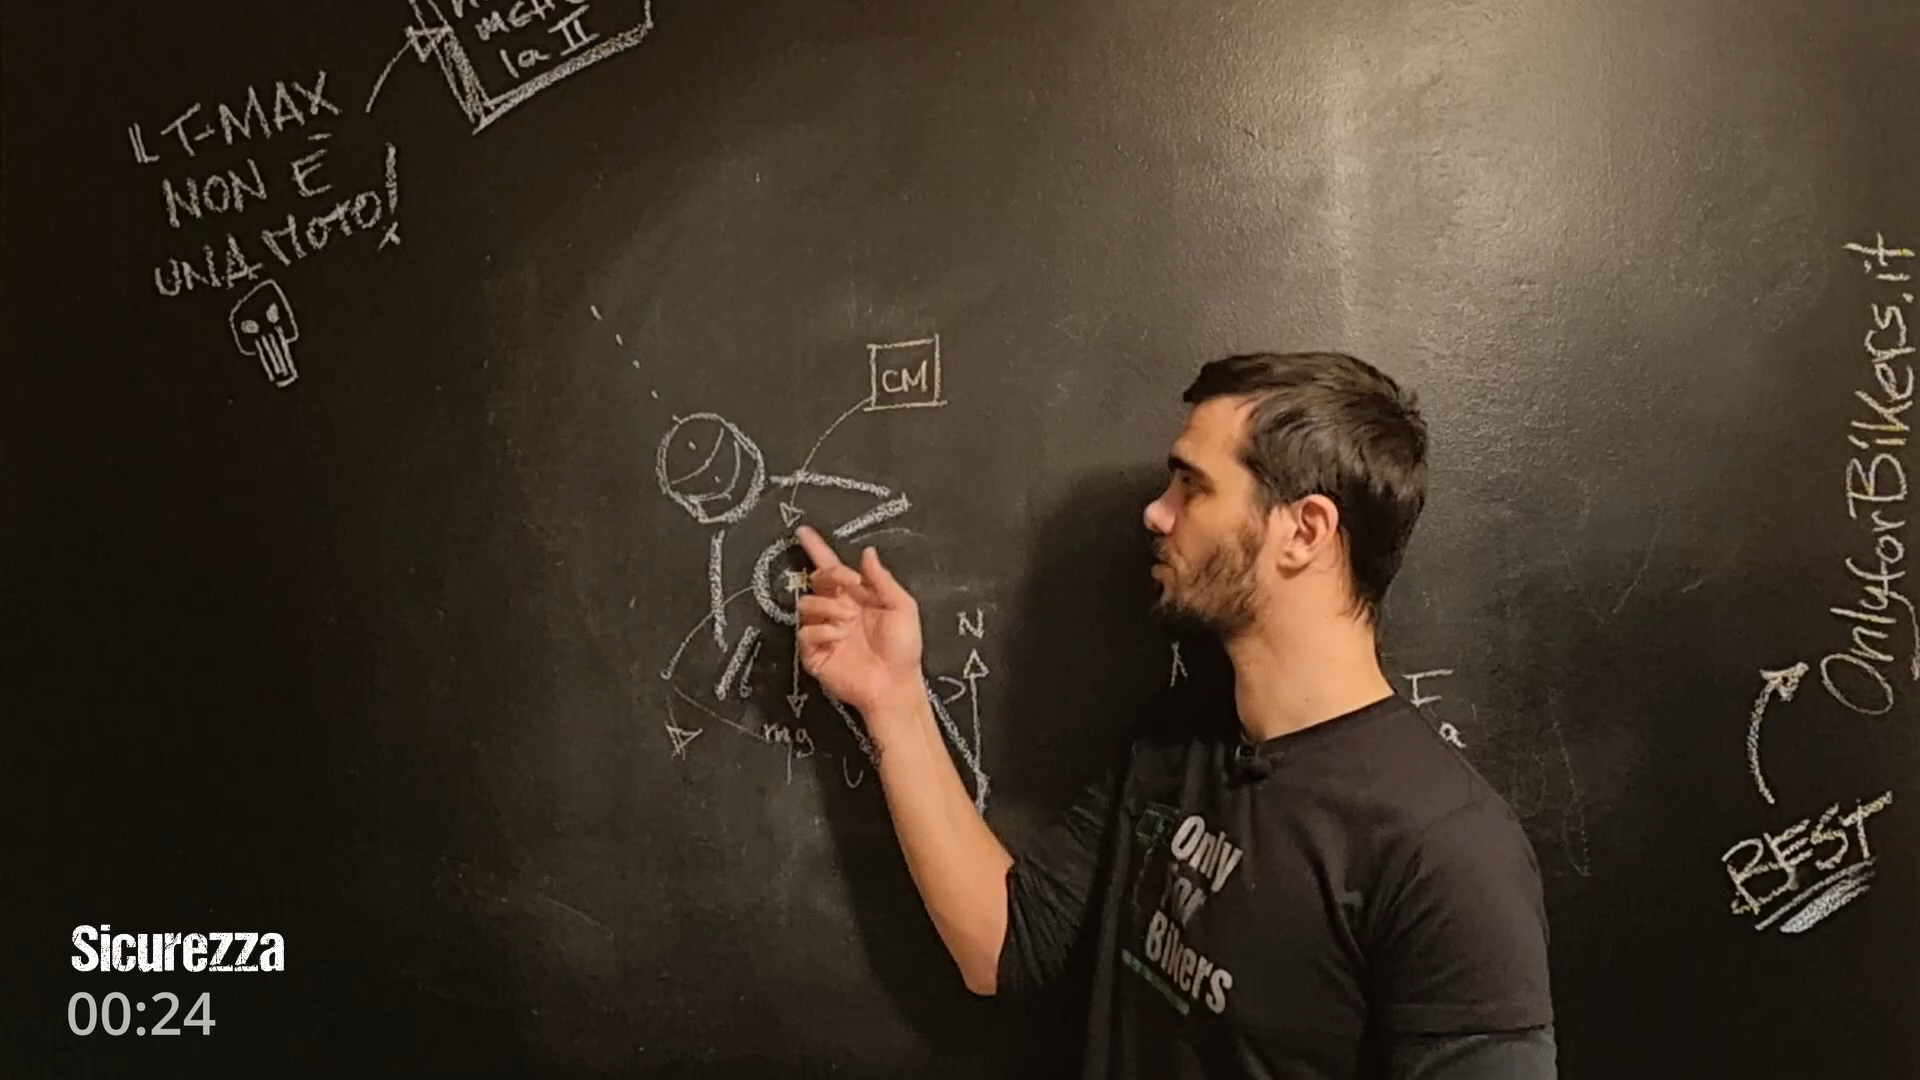 la II
IL T-MAX
NON È
UNA MOTO!
CM
N
mg
OnlyforBikers.it
BEST
Only
for
Bikers
Sicurezza
00:24